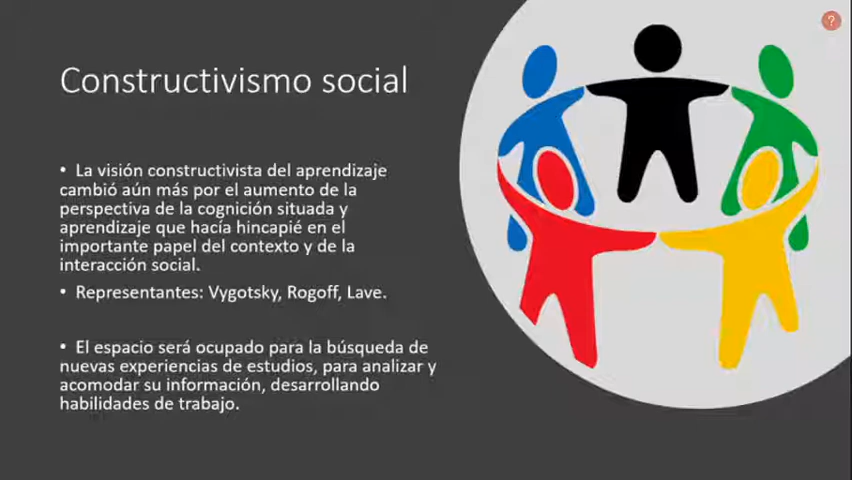 Constructivismo social
• La visión constructivista del aprendizaje
cambió aún más por el aumento de la
perspectiva de la cognición situada y
aprendizaje que hacía hincapié en el
importante papel del contexto y de la
interacción social.
• Representantes: Vygotsky, Rogoff, Lave.
• El espacio será ocupado para la búsqueda de
nuevas experiencias de estudios, para analizar y
acomodar su información, desarrollando
habilidades de trabajo.
?